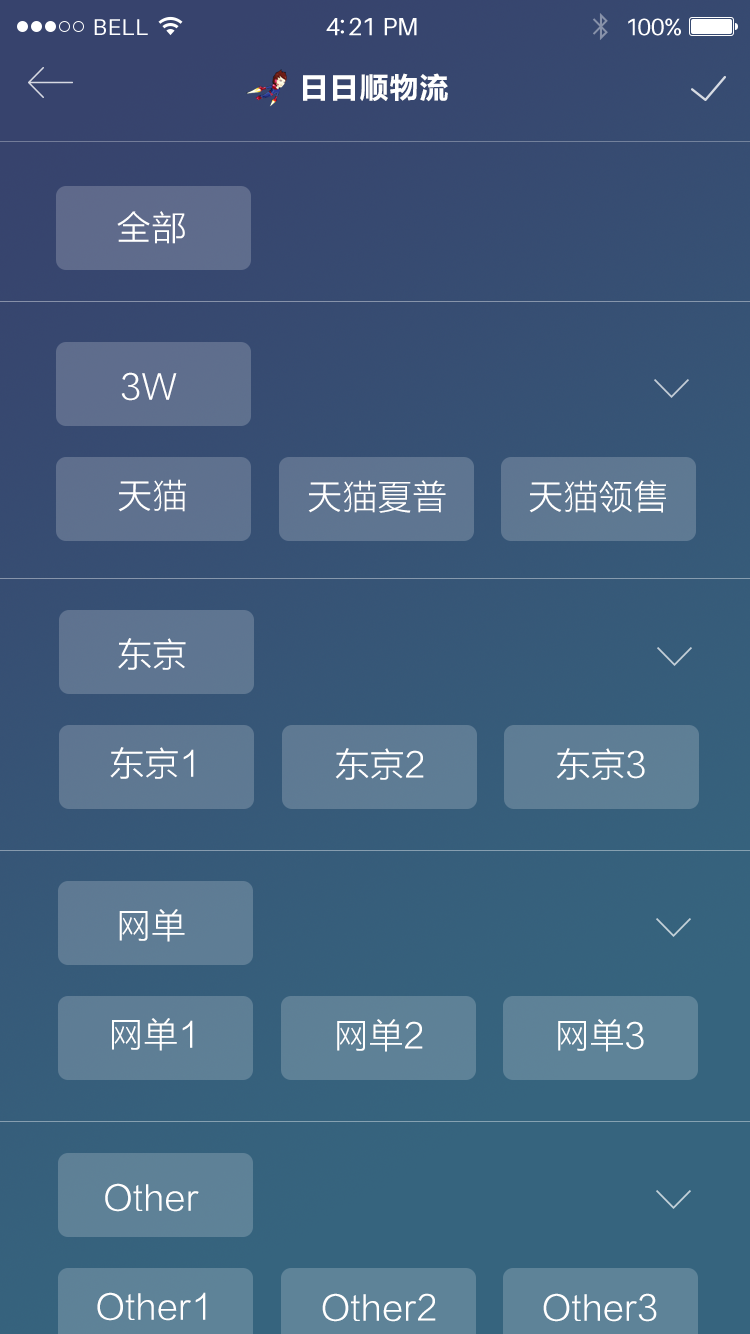 BELL 4:21 PM 100%
日日顺物流
全部
3W
天猫 天猫夏普 天猫领售
东京
东京1 东京2 东京3
网单
网单1 网单2 网单3
Other
Other1 Other2 Other3